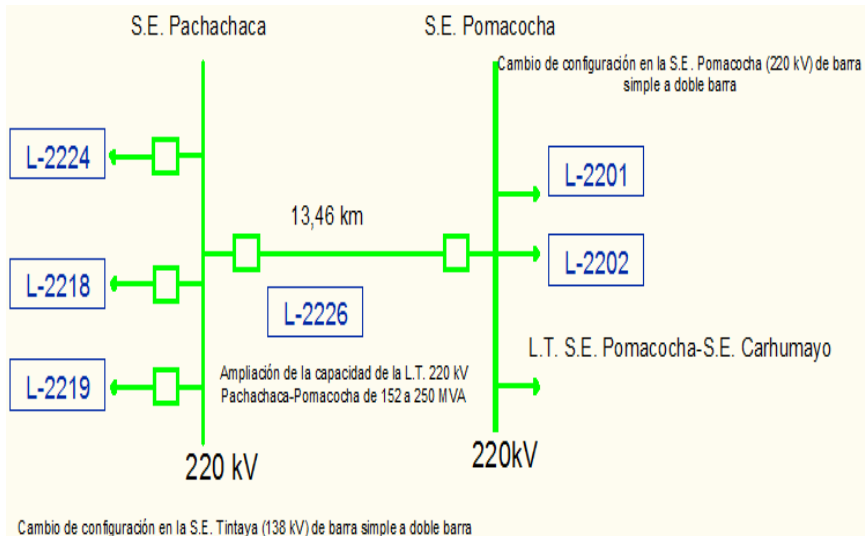 S.E. Pachachaca
S.E. Pomacocha
Cambio de configuración en la S.E. Pomacocha (220 kV) de barra
simple a doble barra
L-2224
L-2201
13,46 km
L-2202
L-2218
L-2226
L.T. S.E. Pomacocha-S.E. Carhumayo
L-2219
Ampliación de la capacidad de la L.T. 220 kV
Pachachaca-Pomacocha de 152 a 250 MVA
220 kV
220kV
Cambio de configuración en la S.E. Tintaya (138 kV) de barra simple a doble barra